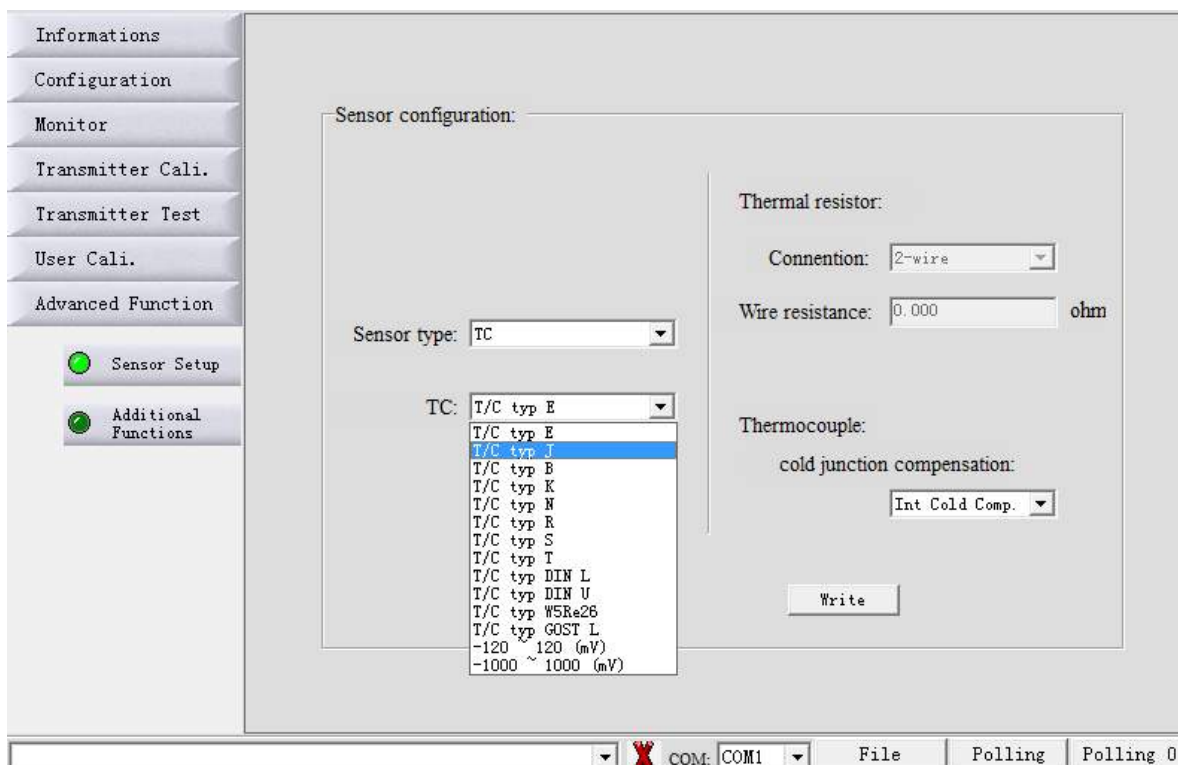 Informations
Configuration
Monitor
Transmitter Cali.
Transmitter Test
User Cali.
Advanced Function
Sensor Setup
Additional
Functions
Sensor configuration:
Sensor type: TC
TC: T/C typ E
T/C typ E
T/C typ J
T/C typ B
T/C typ K
T/C typ N
T/C typ R
T/C typ S
T/C typ T
T/C typ DIN L
T/C typ DIN U
T/C typ W5Re26
T/C typ GOST L
-120 ~ 120 (mV)
-1000 ~ 1000 (mV)
Thermal resistor:
Connention: 2-wire
Wire resistance: 0.000 ohm
Thermocouple:
cold junction compensation:
Int Cold Comp.
Write
COM: COM1 File Polling Polling 0